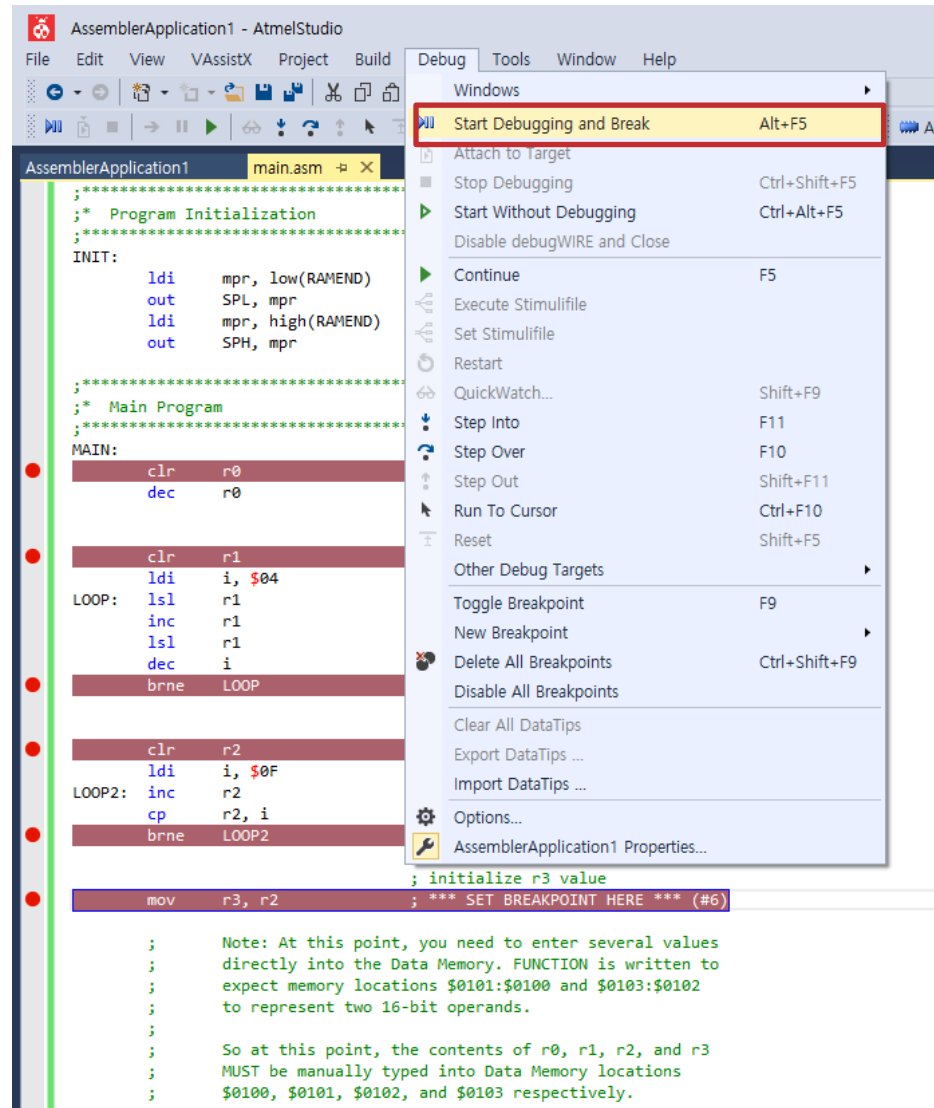 AssemblerApplication1 - AtmelStudio
File Edit View VAssistX Project Build Debug Tools Window Help
Windows
Start Debugging and Break Alt+F5
Attach to Target
Stop Debugging Ctrl+Shift+F5
Start Without Debugging Ctrl+Alt+F5
Disable debugWIRE and Close
Continue F5
Execute Stimulifile
Set Stimulifile
Restart
QuickWatch... Shift+F9
Step Into F11
Step Over F10
Step Out Shift+F11
Run To Cursor Ctrl+F10
Reset Shift+F5
Other Debug Targets
Toggle Breakpoint F9
New Breakpoint
Delete All Breakpoints Ctrl+Shift+F9
Disable All Breakpoints
Clear All DataTips
Export DataTips ...
Import DataTips ...
Options...
AssemblerApplication1 Properties...
A
AssemblerApplication1 main.asm
;***********************************
;* Program Initialization
;***********************************
INIT:
ldi mpr, low(RAMEND)
out SPL, mpr
ldi mpr, high(RAMEND)
out SPH, mpr
;***********************************
;* Main Program
;***********************************
MAIN:
clr r0
dec r0
clr r1
ldi i, $04
LOOP: lsl r1
inc r1
lsl r1
dec i
brne LOOP
clr r2
ldi i, $0F
LOOP2: inc r2
cp r2, i
brne LOOP2
; initialize r3 value
mov r3, r2 ; *** SET BREAKPOINT HERE *** (#6)
; Note: At this point, you need to enter several values
; directly into the Data Memory. FUNCTION is written to
; expect memory locations $0101:$0100 and $0103:$0102
; to represent two 16-bit operands.
;
; So at this point, the contents of r0, r1, r2, and r3
; MUST be manually typed into Data Memory locations
; $0100, $0101, $0102, and $0103 respectively.